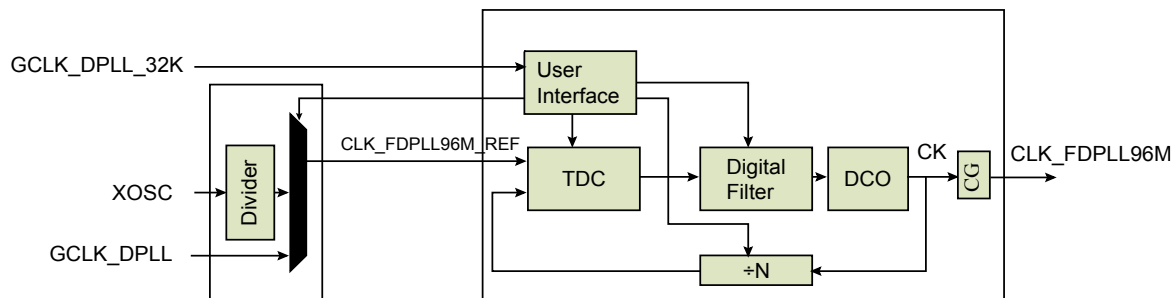 GCLK_DPLL_32K
User
Interface
CLK_FDPLL96M_REF
XOSC
Divider
GCLK_DPLL
TDC
Digital
Filter
DCO
CK
CG
CLK_FDPLL96M
÷N